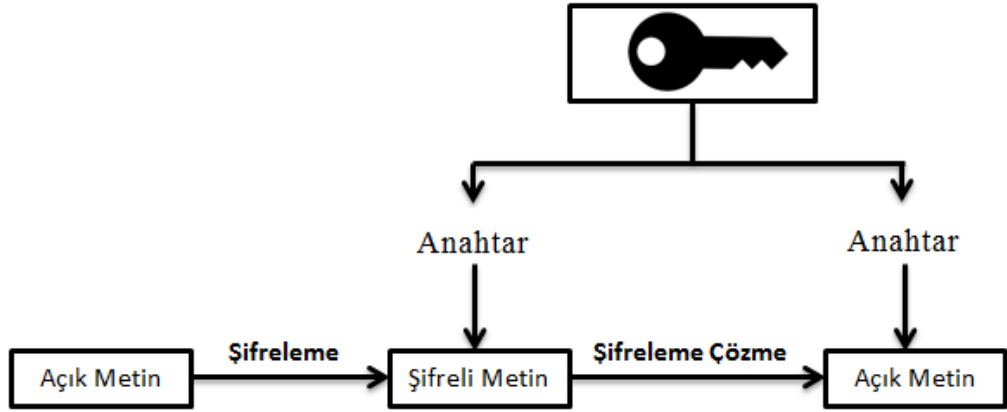 Anahtar
Anahtar
Açık Metin
Şifreleme
Şifreli Metin
Şifreleme Çözme
Açık Metin